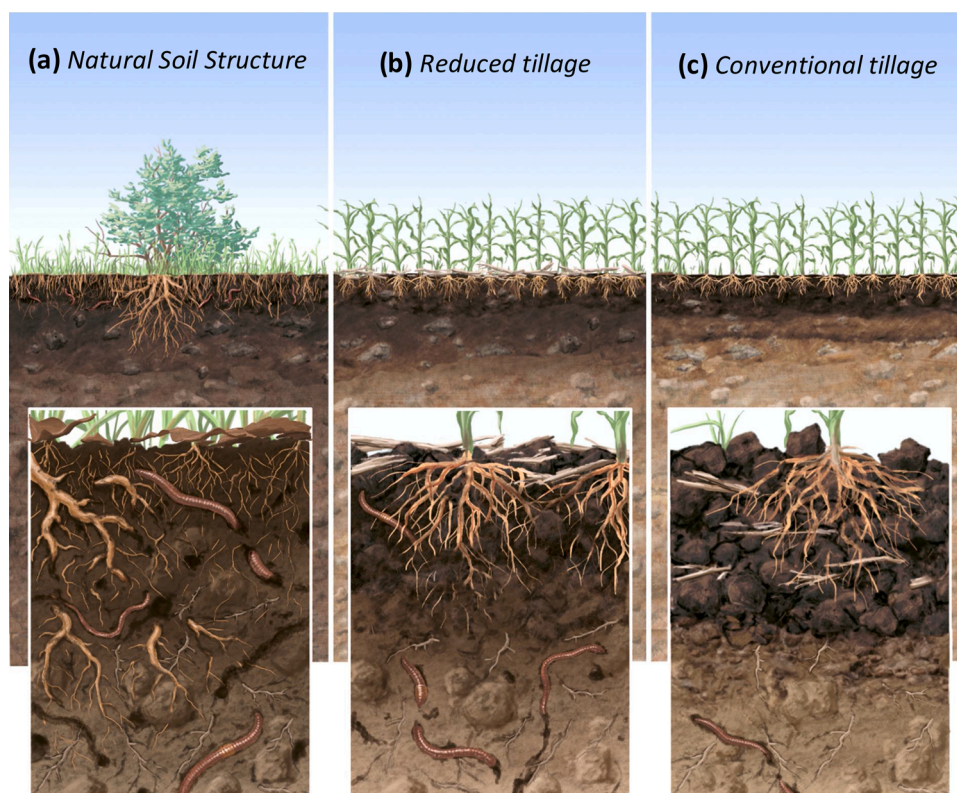 (a) Natural Soil Structure
(b) Reduced tillage
(c) Conventional tillage